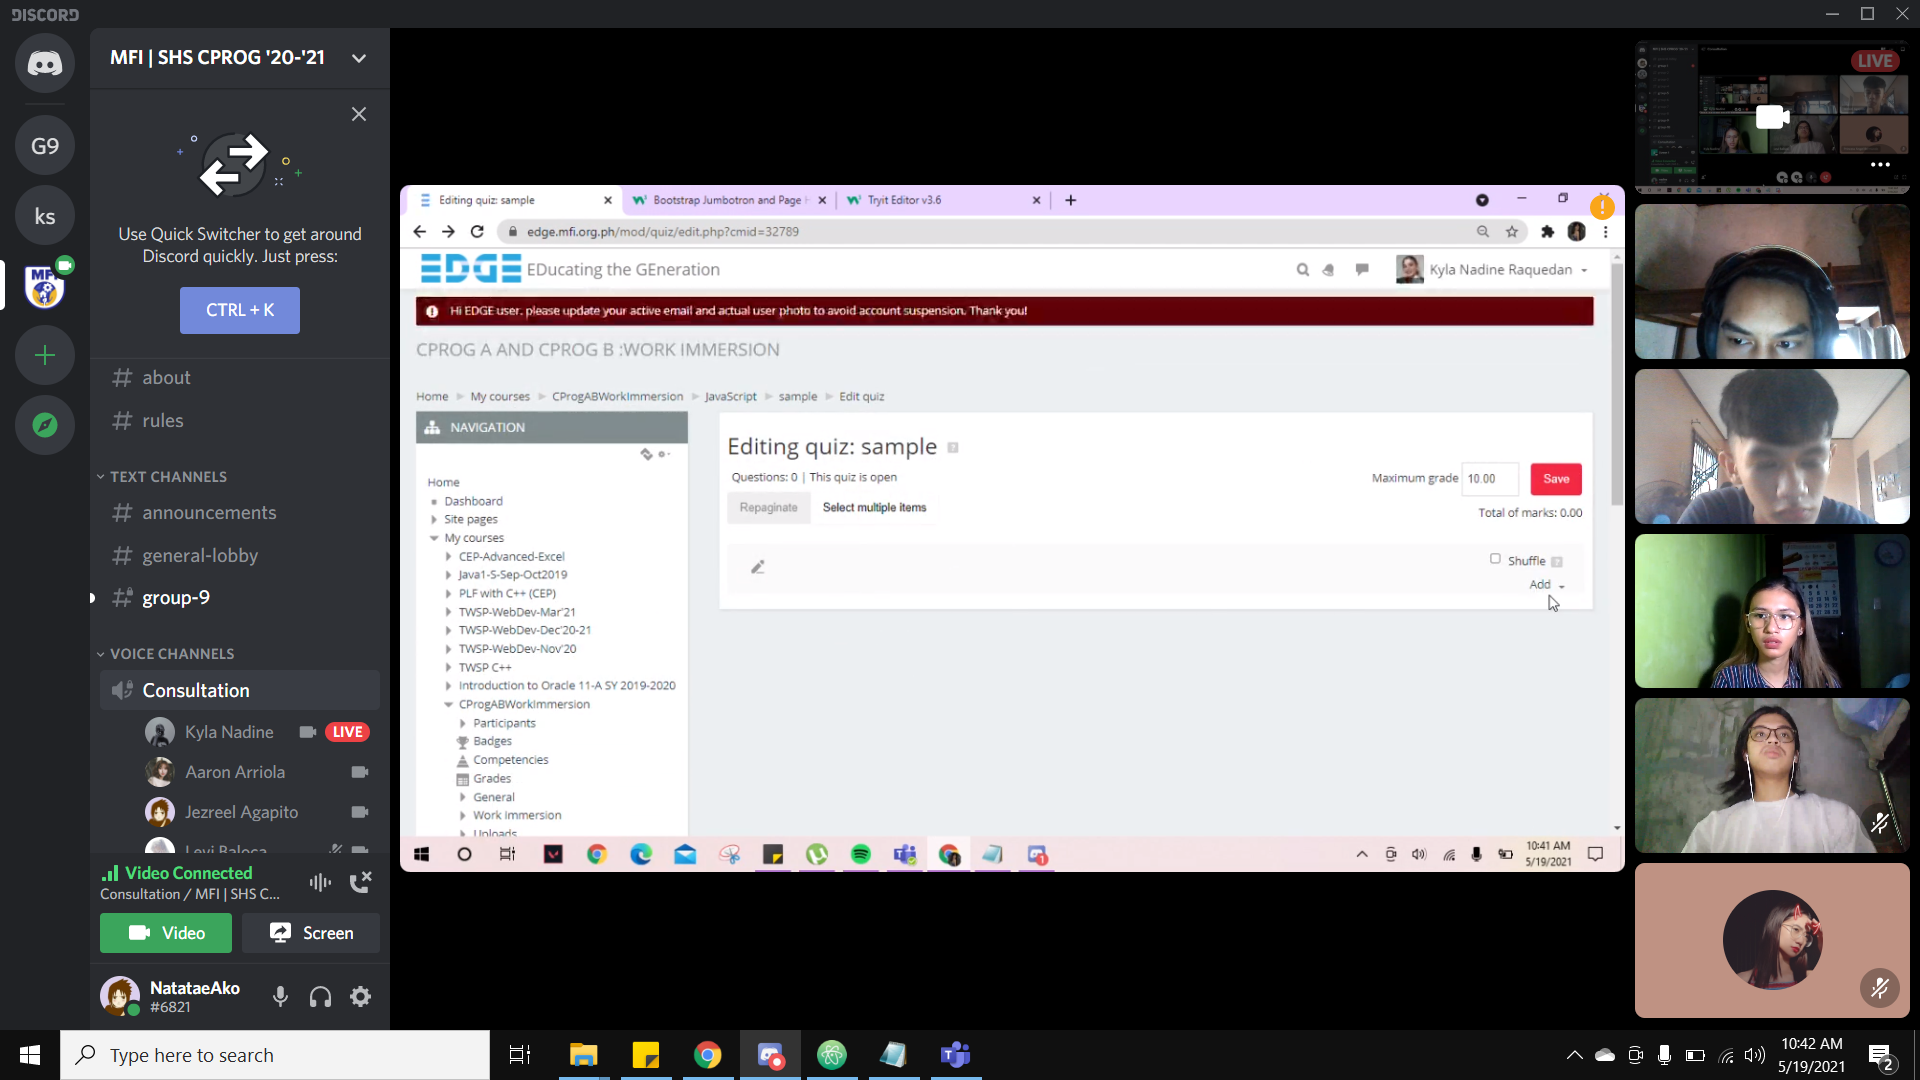 DISCORD
MFI | SHS CPROG '20-'21
G9
ks
MFI
Use Quick Switcher to get around
Discord quickly. Just press:
CTRL + K
about
rules
TEXT CHANNELS
announcements
general-lobby
group-9
VOICE CHANNELS
Consultation
Kyla Nadine
LIVE
Aaron Arriola
Jezreel Agapito
Levi Baloca
Video Connected
Consultation / MFI | SHS C...
Video
Screen
NatataeAko
#6821
Editing quiz: sample
Bootstrap Jumbotron and Page
Tryit Editor v3.6
edge.mfi.org.ph/mod/quiz/edit.php?cmid=32789
EDGE
EDucating the GEneration
Kyla Nadine Raquedan
Hi EDGE user, please update your active email and actual user photo to avoid account suspension. Thank you!
CPROG A AND CPROG B :WORK IMMERSION
Home
My courses
CProgABWorkImmersion
JavaScript
sample
Edit quiz
NAVIGATION
Home
Dashboard
Site pages
My courses
CEP-Advanced-Excel
Java1-S-Sep-Oct2019
PLF with C++ (CEP)
TWSP-WebDev-Mar'21
TWSP-WebDev-Dec'20-21
TWSP-WebDev-Nov'20
TWSP C++
Introduction to Oracle 11-A SY 2019-2020
CProgABWorkImmersion
Participants
Badges
Competencies
Grades
General
Work Immersion
Uploads
Editing quiz: sample
Questions: 0 | This quiz is open
Maximum grade 10.00
Save
Repaginate
Select multiple items
Total of marks: 0.00
Shuffle
Add
10:41 AM
5/19/2021
LIVE
Type here to search
10:42 AM
5/19/2021
2